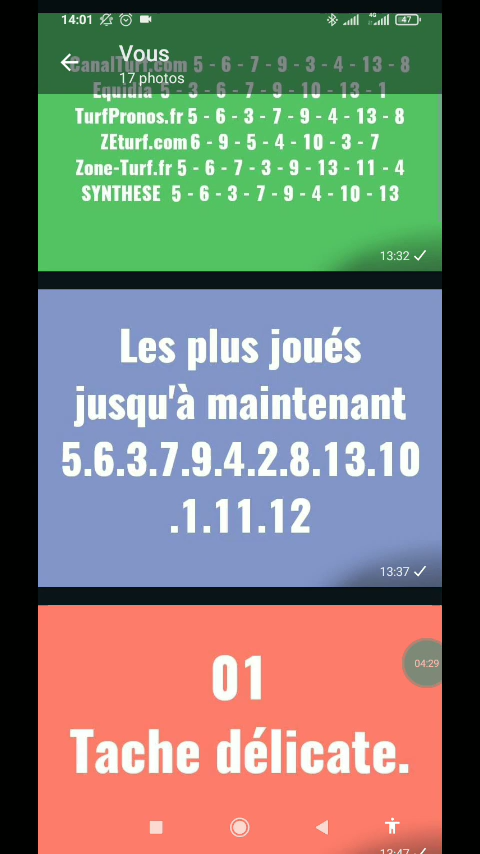 14:01
4G
47
Vous
17 photos
CanalTurf.com 5 - 6 - 7 - 9 - 3 - 4 - 13 - 8
Equidia 5 - 3 - 6 - 7 - 9 - 10 - 13 - 1
TurfPronos.fr 5 - 6 - 3 - 7 - 9 - 4 - 13 - 8
ZEturf.com 6 - 9 - 5 - 4 - 10 - 3 - 7
Zone-Turf.fr 5 - 6 - 7 - 3 - 9 - 13 - 11 - 4
SYNTHESE 5 - 6 - 3 - 7 - 9 - 4 - 10 - 13
13:32
Les plus joués
jusqu'à maintenant
5.6.3.7.9.4.2.8.13.10
.1.11.12
13:37
04:29
01
Tache délicate.
13:47